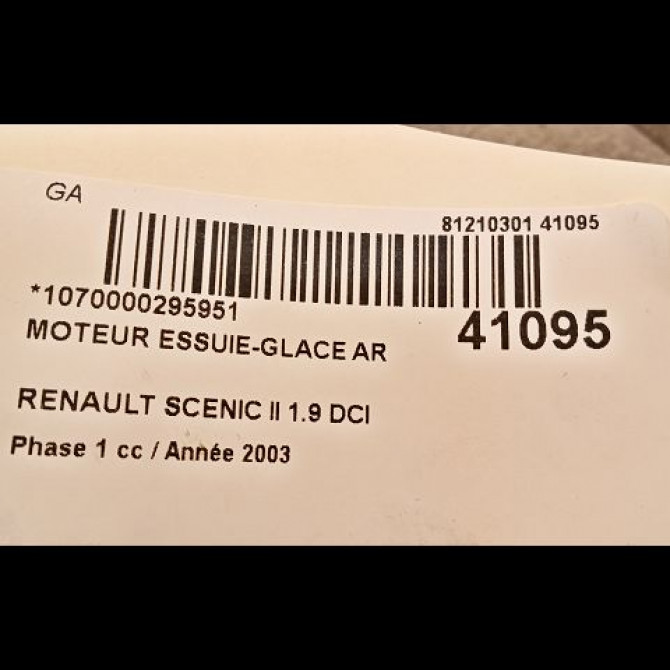 GA
81210301 41095
*1070000295951
41095
MOTEUR ESSUIE-GLACE AR
RENAULT SCENIC II 1.9 DCI
Phase 1 cc / Année 2003